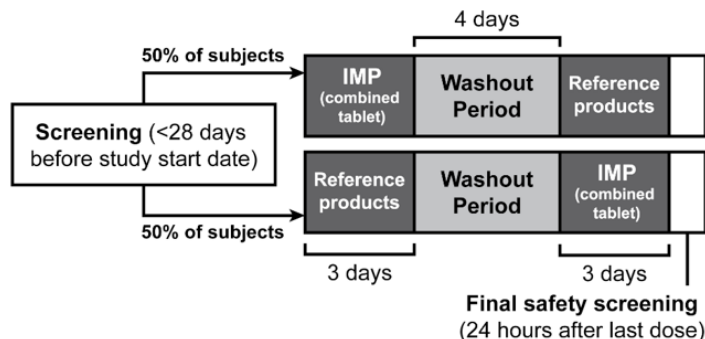 4 days
50% of subjects
IMP
(combined
tablet)
Washout
Period
Reference
products
Screening (<28 days
before study start date)
Reference
products
Washout
Period
IMP
(combined
tablet)
50% of subjects
3 days
3 days
Final safety screening
(24 hours after last dose)